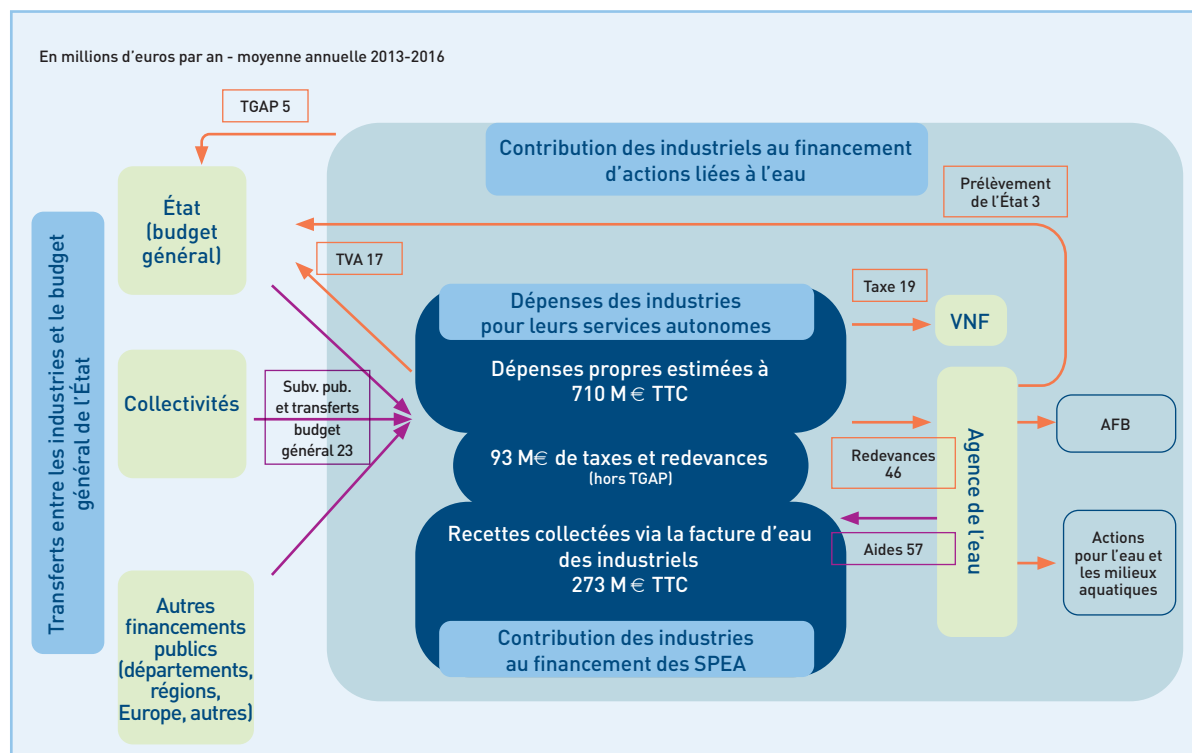 En millions d'euros par an - moyenne annuelle 2013-2016
TGAP 5
Contribution des industriels au financement
d'actions liées à l'eau
Prélèvement
de l'État 3
État
(budget
général)
TVA 17
Taxe 19
Dépenses des industries
pour leurs services autonomes
VNF
Dépenses propres estimées à
710 M € TTC
Transferts entre les industries et le budget
général de l'État
Collectivités
Subv. pub.
et transferts
budget
général 23
Agence de l'eau
AFB
93 M€ de taxes et redevances
(hors TGAP)
Redevances
46
Recettes collectées via la facture d'eau
des industriels
273 M € TTC
Aides 57
Actions
pour l'eau et
les milieux
aquatiques
Autres
financements
publics
(départements,
régions,
Europe, autres)
Contribution des industries
au financement des SPEA